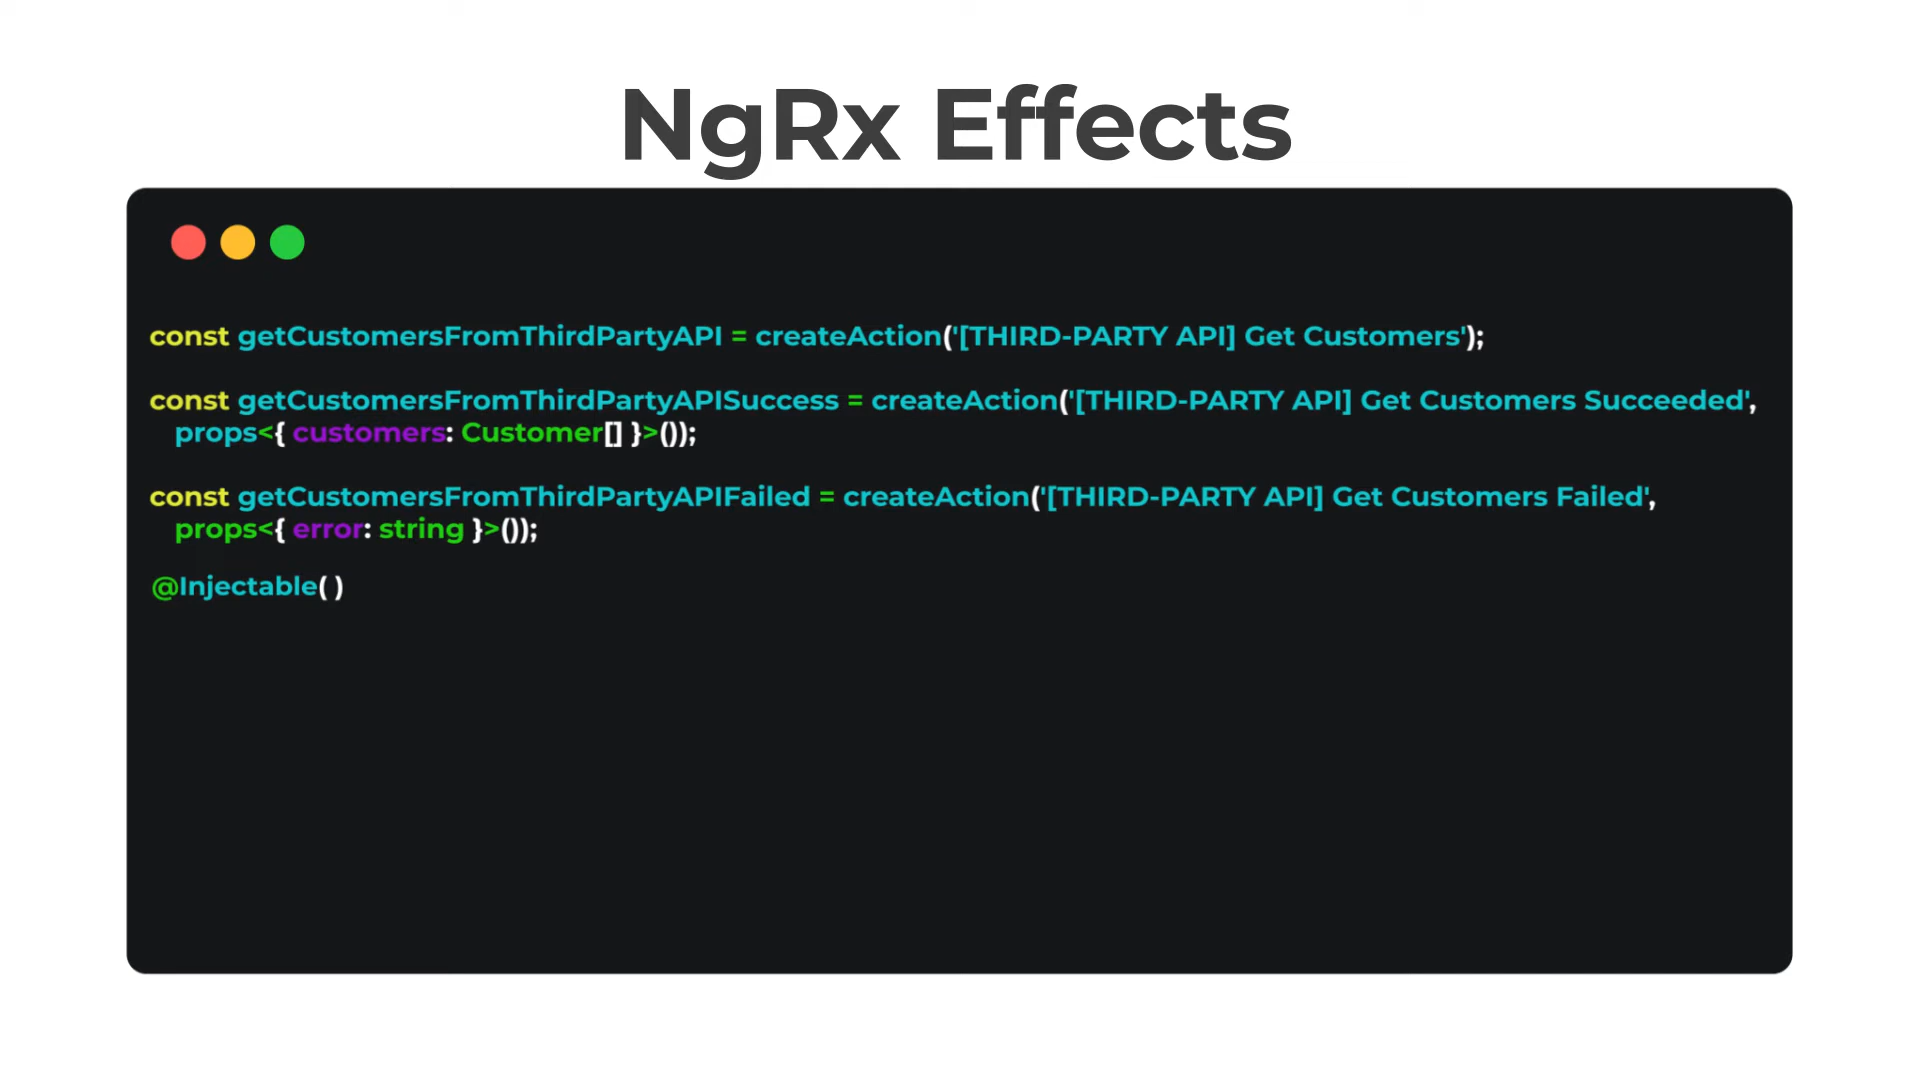 NgRx Effects
const getCustomersFromThirdPartyAPI = createAction('[THIRD-PARTY API] Get Customers');
const getCustomersFromThirdPartyAPISuccess = createAction('[THIRD-PARTY API] Get Customers Succeeded',
props<{ customers: Customer[] }>());
const getCustomersFromThirdPartyAPIFailed = createAction('[THIRD-PARTY API] Get Customers Failed',
props<{ error: string }>());
@Injectable( )